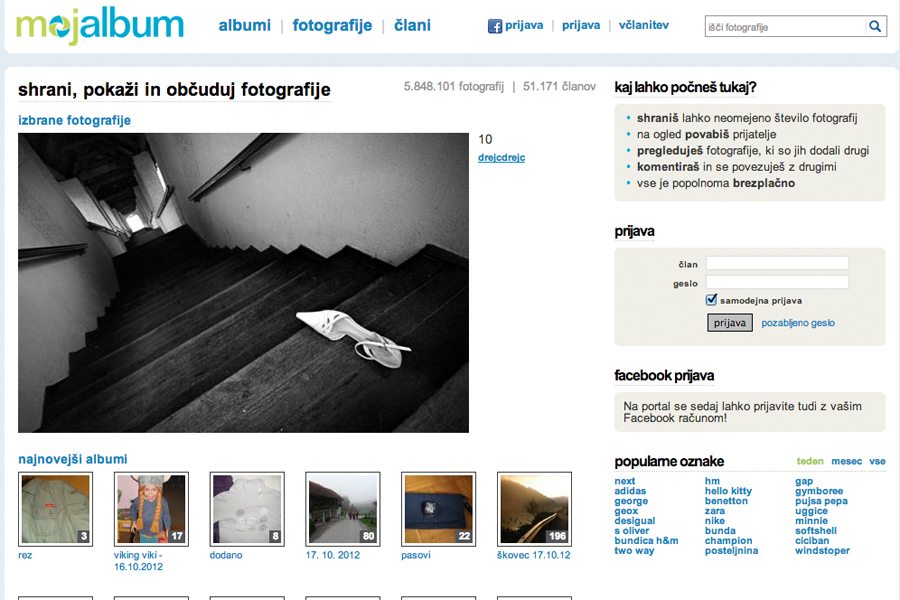 mojalbum
albumi | fotografije | člani
prijava | prijava | včlanitev
išči fotografije
shrani, pokaži in občuduj fotografije
5.848.101 fotografij | 51.171 članov
izbrane fotografije
10
drejcdrejc
najnovejši albumi
3
17
8
80
22
196
rez
viking viki -
16.10.2012
dodano
17. 10. 2012
pasovi
škovec 17.10.12
kaj lahko počneš tukaj?
• shraniš lahko neomejeno število fotografij
• na ogled povabiš prijatelje
• pregleduješ fotografije, ki so jih dodali drugi
• komentiraš in se povezuješ z drugimi
• vse je popolnoma brezplačno
prijava
član
geslo
samodejna prijava
prijava pozabljeno geslo
facebook prijava
Na portal se sedaj lahko prijavite tudi z vašim
Facebook računom!
popularne oznake
teden mesec vse
next
adidas
george
geox
desigual
s oliver
bundica h&m
two way
hm
hello kitty
benetton
zara
nike
bunda
champion
posteljnina
gap
gymboree
pujsa pepa
uggice
minnie
softshell
ciciban
windstoper